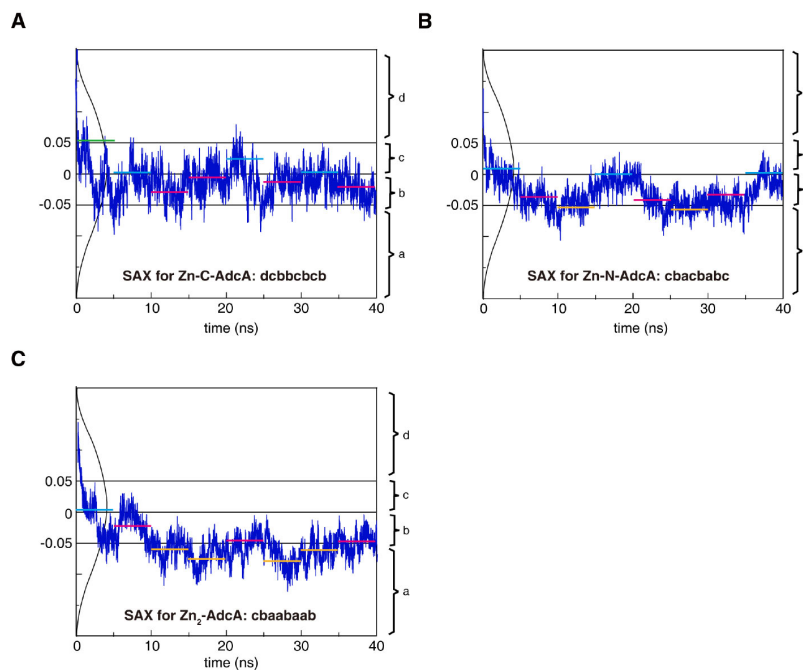 A
0.05
0
-0.05
d
c
b
a
SAX for Zn-C-AdcA: dcbbcbcb
0 10 20 30 40
time (ns)
B
0.05
0
-0.05
SAX for Zn-N-AdcA: cbacbabc
0 10 20 30 40
time (ns)
C
0.05
0
-0.05
d
c
b
a
SAX for Zn₂-AdcA: cbaabaab
0 10 20 30 40
time (ns)